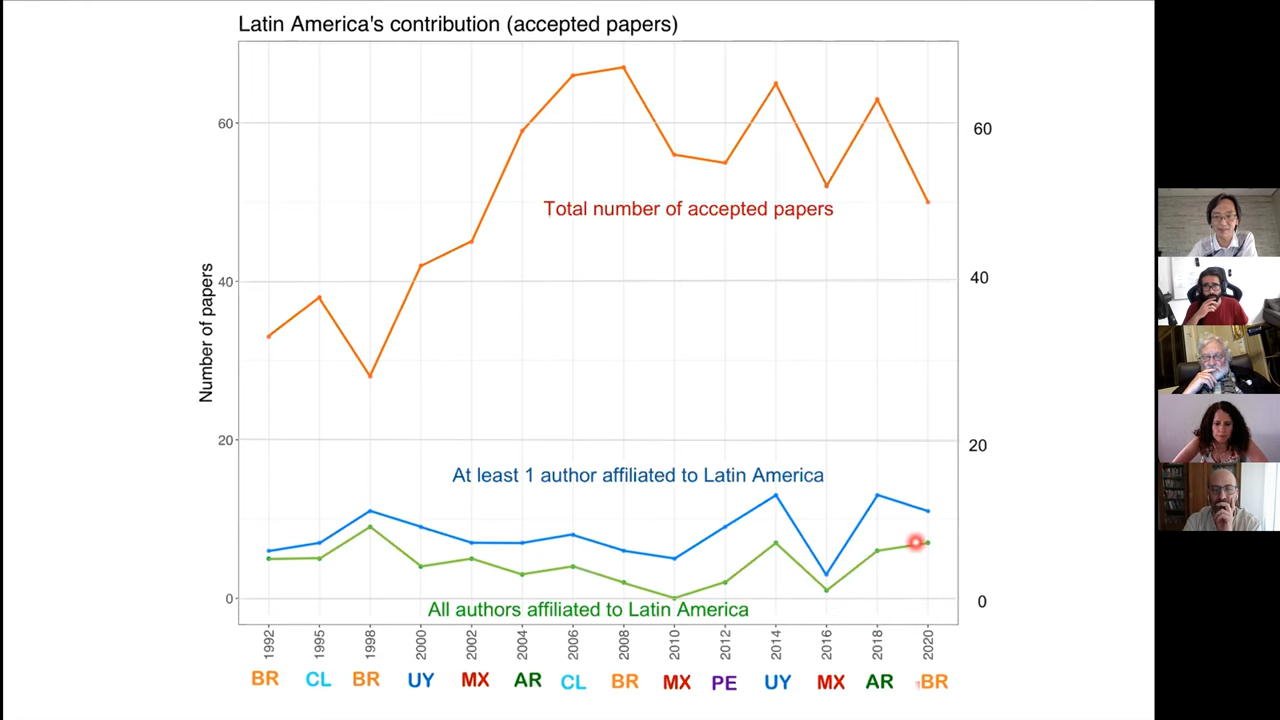 Latin America's contribution (accepted papers)
Number of papers
60
40
20
0
60
40
20
0
Total number of accepted papers
At least 1 author affiliated to Latin America
All authors affiliated to Latin America
1992 1995 1998 2000 2002 2004 2006 2008 2010 2012 2014 2016 2018 2020
BR CL BR UY MX AR CL BR MX PE UY MX AR BR